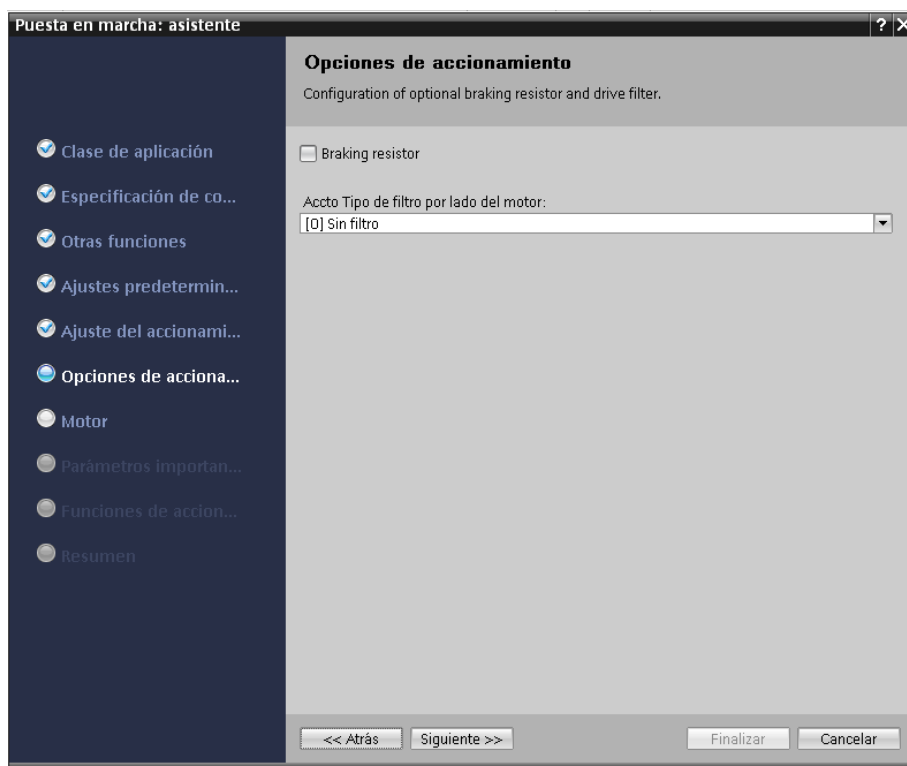 Puesta en marcha: asistente
? X
Opciones de accionamiento
Configuration of optional braking resistor and drive filter.
Clase de aplicación
Especificación de co...
Otras funciones
Ajustes predetermin...
Ajuste del accionami...
Opciones de acciona...
Motor
Parámetros importan...
Funciones de accion...
Resumen
Braking resistor
Accto Tipo de filtro por lado del motor:
[0] Sin filtro
<< Atrás
Siguiente >>
Finalizar
Cancelar